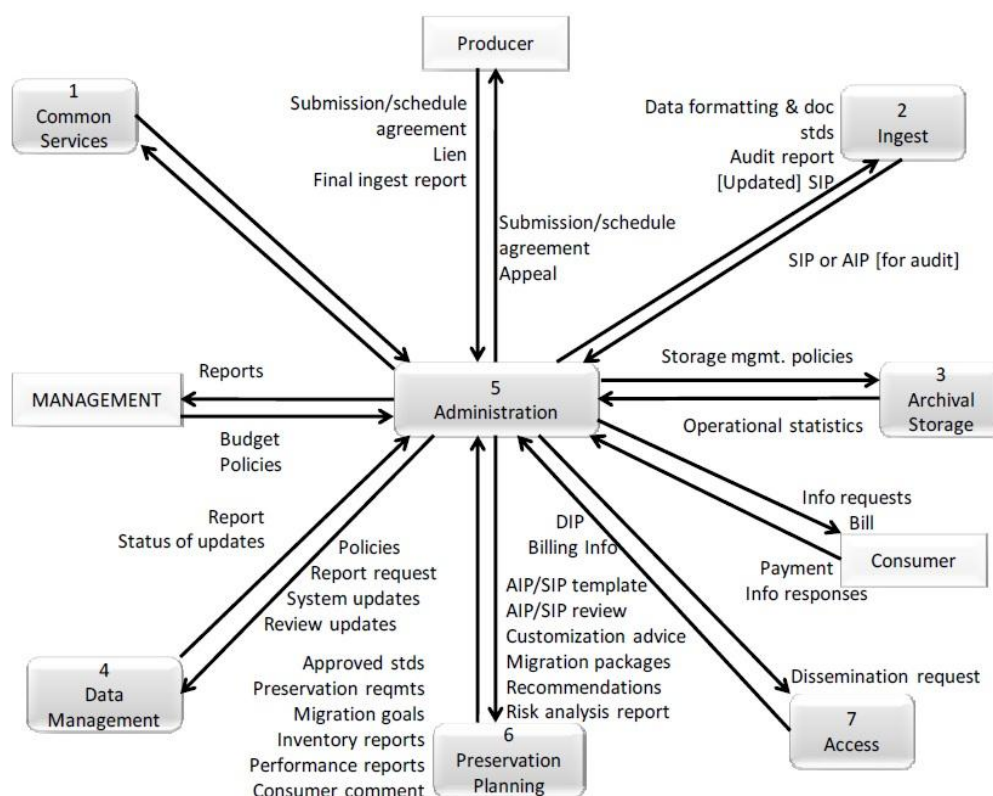 Producer
1
Common
Services
Submission/schedule
agreement
Lien
Final ingest report
Data formatting & doc
stds
Audit report
[Updated] SIP
2
Ingest
Submission/schedule
agreement
Appeal
SIP or AIP [for audit]
Reports
MANAGEMENT
Budget
Policies
5
Administration
Storage mgmt. policies
3
Archival
Storage
Operational statistics
Info requests
Bill
Consumer
Payment
Info responses
Report
Status of updates
Policies
Report request
System updates
Review updates
DIP
Billing Info
AIP/SIP template
AIP/SIP review
Customization advice
Migration packages
Recommendations
Risk analysis report
4
Data
Management
Approved stds
Preservation reqmts
Migration goals
Inventory reports
Performance reports
Consumer comment
6
Preservation
Planning
Dissemination request
7
Access